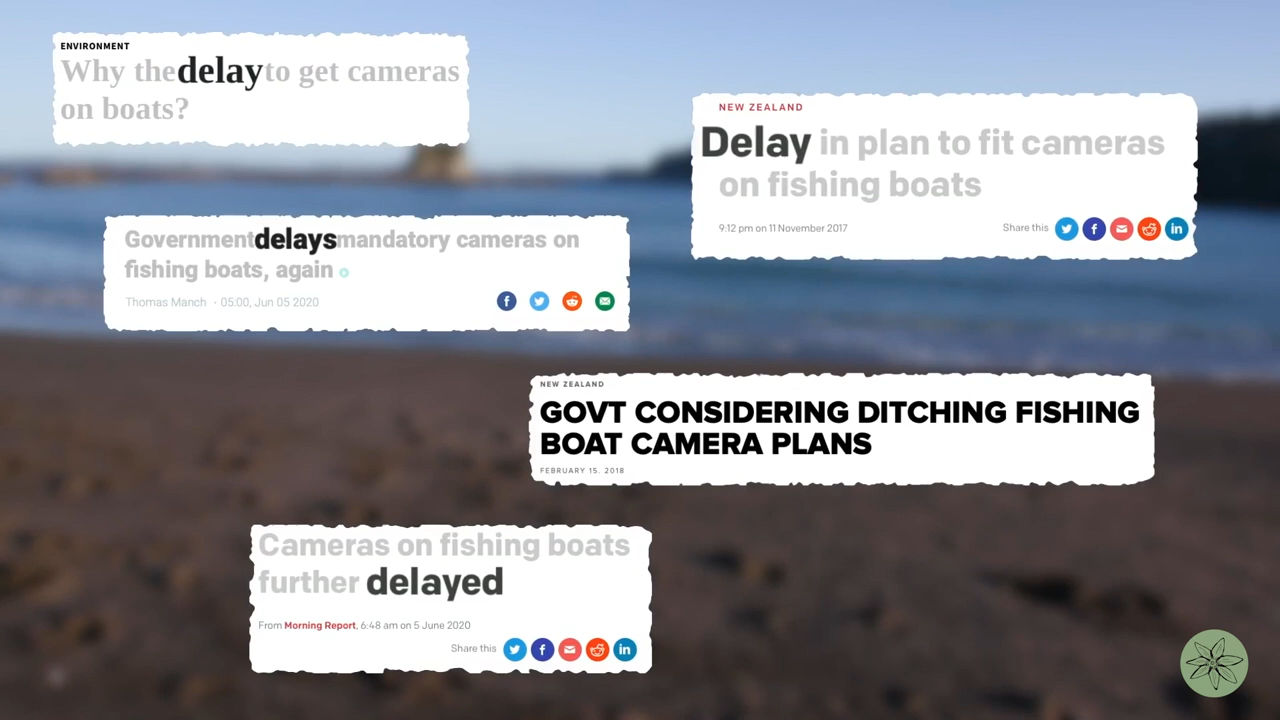 ENVIRONMENT
Why the delay to get cameras
on boats?
NEW ZEALAND
Delay in plan to fit cameras
on fishing boats
9:12 pm on 11 November 2017
Share this
Government delays mandatory cameras on
fishing boats, again
Thomas Manch · 05:00, Jun 05 2020
NEW ZEALAND
GOVT CONSIDERING DITCHING FISHING
BOAT CAMERA PLANS
FEBRUARY 15. 2018
Cameras on fishing boats
further delayed
From Morning Report, 6:48 am on 5 June 2020
Share this